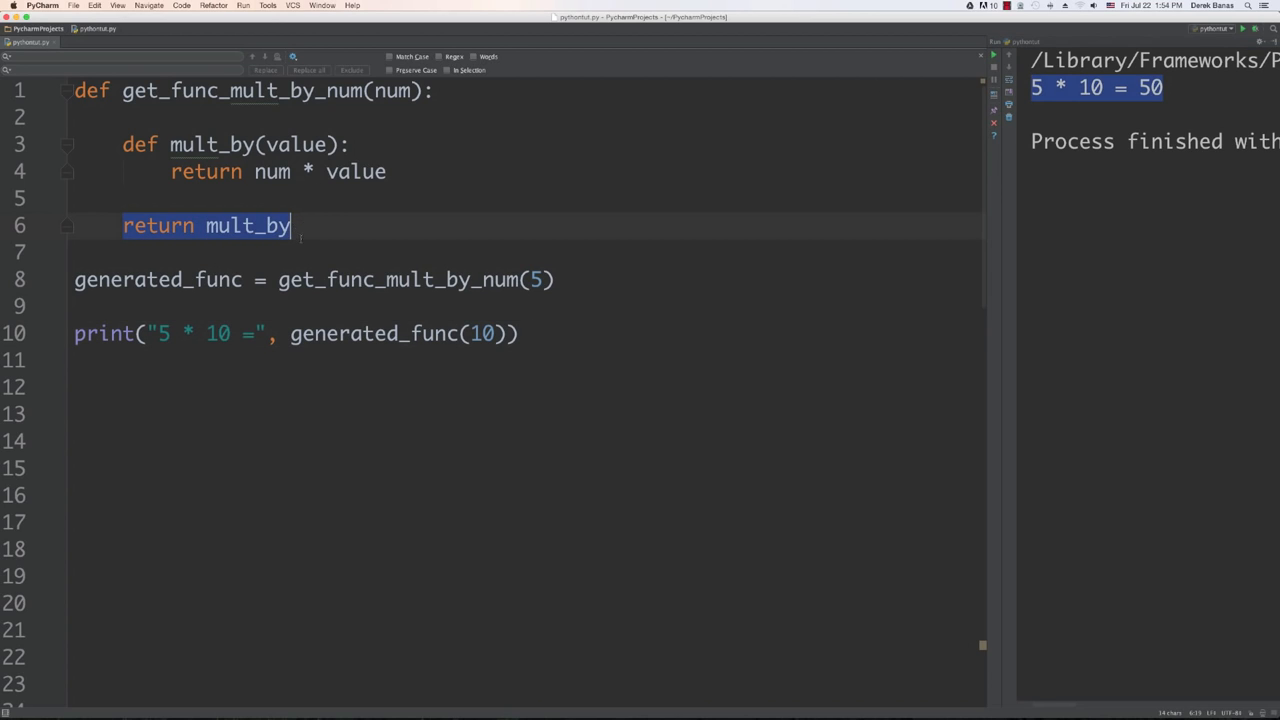 PyCharm File Edit View Navigate Code Refactor Run Tools VCS Window Help
10 Fri Jul 22 1:54 PM Derek Banas
pythontut.py - PycharmProjects - [~/PycharmProjects]
PycharmProjects pythontut.py
pythontut
pythontut.py
Run pythontut
Match Case Regex Words
Replace Replace all Exclude Preserve Case In Selection
1 def get_func_mult_by_num(num):
2
3 def mult_by(value):
4 return num * value
5
6 return mult_by
7
8 generated_func = get_func_mult_by_num(5)
9
10 print("5 * 10 =", generated_func(10))
11
12
13
14
15
16
17
18
19
20
21
22
23
/Library/Frameworks/P
5 * 10 = 50
Process finished with
14 chars 6:19 LF UTF-8